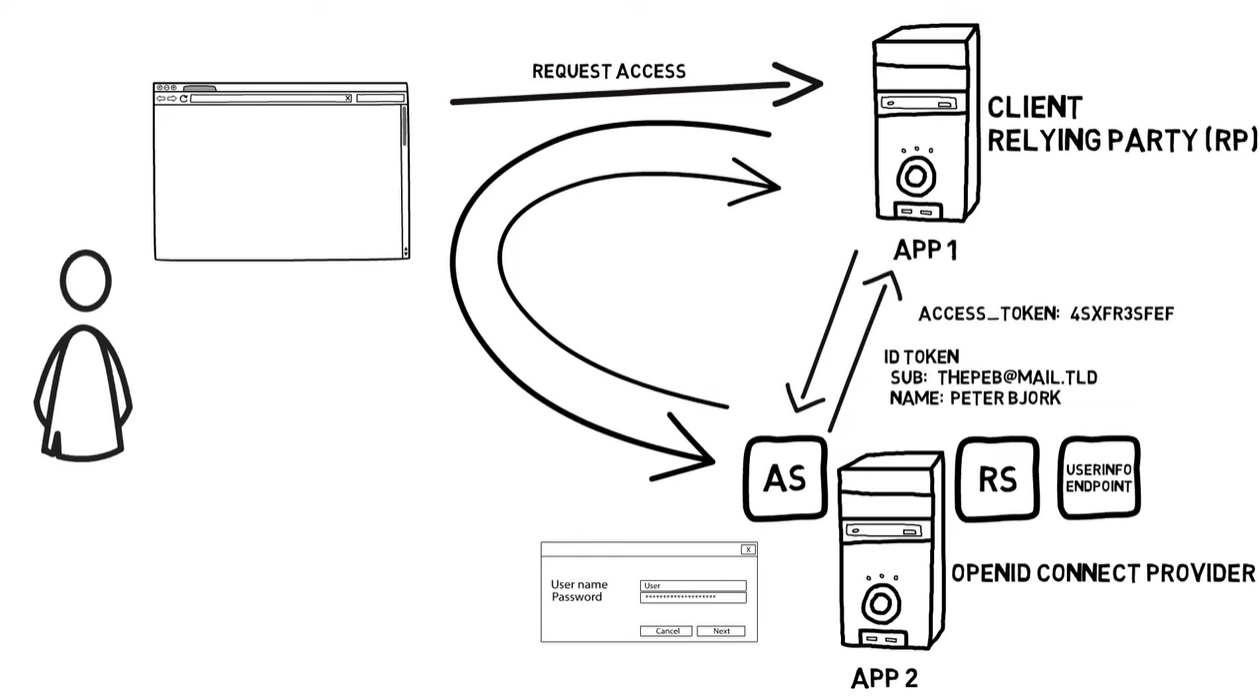 REQUEST ACCESS
CLIENT
RELYING PARTY (RP)
APP 1
ACCESS_TOKEN: 4SXFR3SFEF
ID TOKEN
SUB: THEPEB@MAIL.TLD
NAME: PETER BJORK
AS
RS
USERINFO
ENDPOINT
OPENID CONNECT PROVIDER
X
User name User
Password ********************
Cancel Next
APP 2